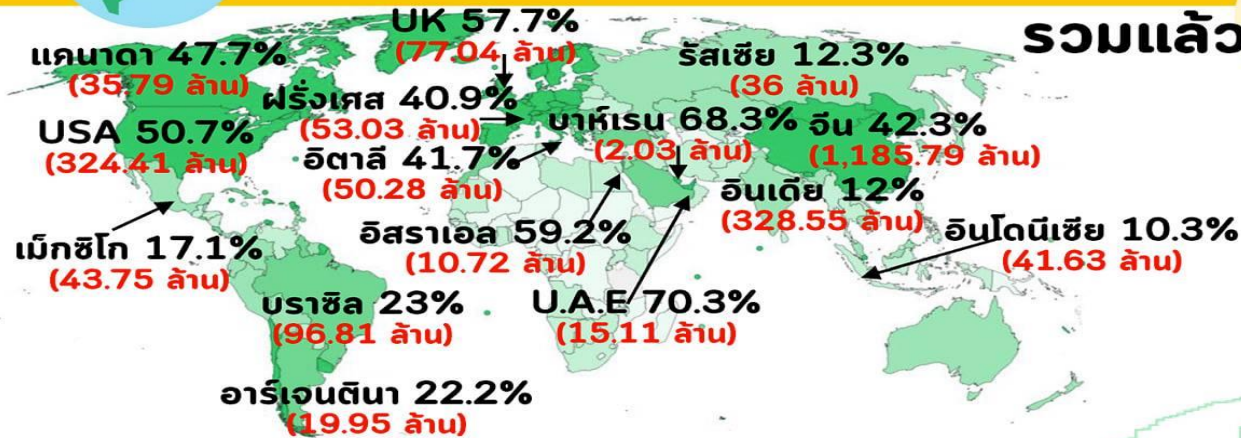 รวมแล้ว
UK 57.7%
(77.04 ล้าน)
แคนาดา 47.7%
(35.79 ล้าน)
รัสเซีย 12.3%
(36 ล้าน)
ฝรั่งเศส 40.9%
(53.03 ล้าน)
บาห์เรน 68.3%
(2.03 ล้าน)
จีน 42.3%
(1,185.79 ล้าน)
USA 50.7%
(324.41 ล้าน)
อิตาลี 41.7%
(50.28 ล้าน)
อินเดีย 12%
(328.55 ล้าน)
อินโดนีเซีย 10.3%
(41.63 ล้าน)
เม็กซิโก 17.1%
(43.75 ล้าน)
อิสราเอล 59.2%
(10.72 ล้าน)
บราซิล 23%
(96.81 ล้าน)
U.A.E 70.3%
(15.11 ล้าน)
อาร์เจนตินา 22.2%
(19.95 ล้าน)